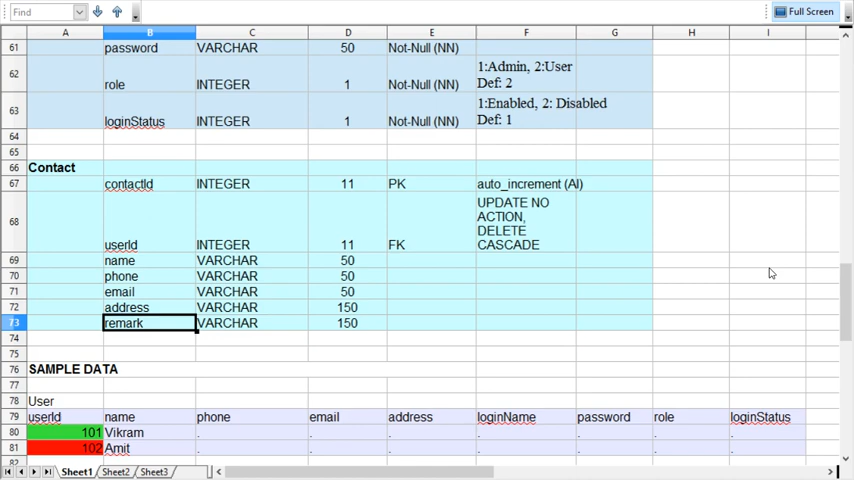 Find
Full Screen
A B C D E F G H I
61 password VARCHAR 50 Not-Null (NN)
62 role INTEGER 1 Not-Null (NN) 1:Admin, 2:User
Def: 2
63 loginStatus INTEGER 1 Not-Null (NN) 1:Enabled, 2: Disabled
Def: 1
64
65
66 Contact
67 contactId INTEGER 11 PK auto_increment (AI)
68 userId INTEGER 11 FK UPDATE NO
ACTION,
DELETE
CASCADE
69 name VARCHAR 50
70 phone VARCHAR 50
71 email VARCHAR 50
72 address VARCHAR 150
73 remark VARCHAR 150
74
75
76 SAMPLE DATA
77
78 User
79 userId name phone email address loginName password role loginStatus
80 101 Vikram . . . . . . .
81 102 Amit . . . . . . .
82
Sheet1 Sheet2 Sheet3